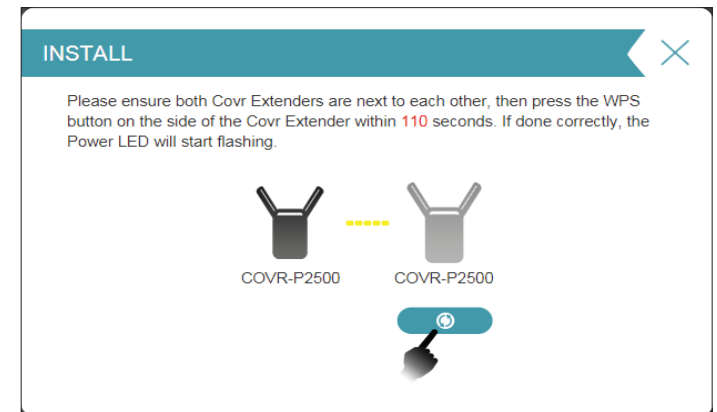 INSTALL
Please ensure both Covr Extenders are next to each other, then press the WPS
button on the side of the Covr Extender within 110 seconds. If done correctly, the
Power LED will start flashing.
COVR-P2500 COVR-P2500